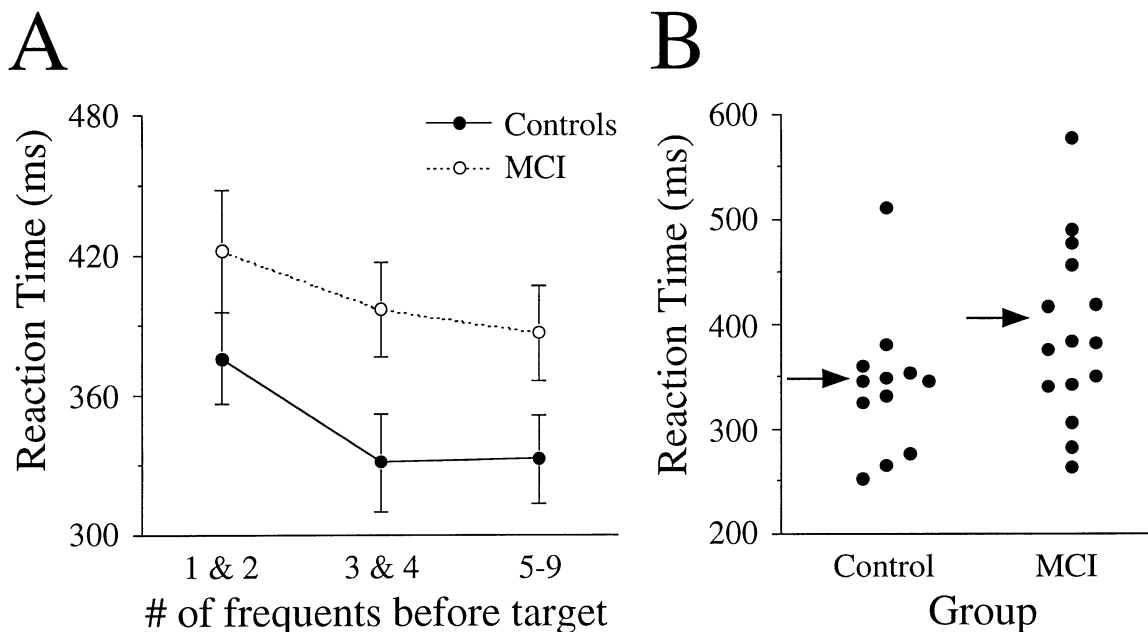 A
Reaction Time (ms)
480
420
360
300
Controls
MCI
1 & 2
3 & 4
5-9
# of frequents before target
B
Reaction Time (ms)
600
500
400
300
200
Control
MCI
Group